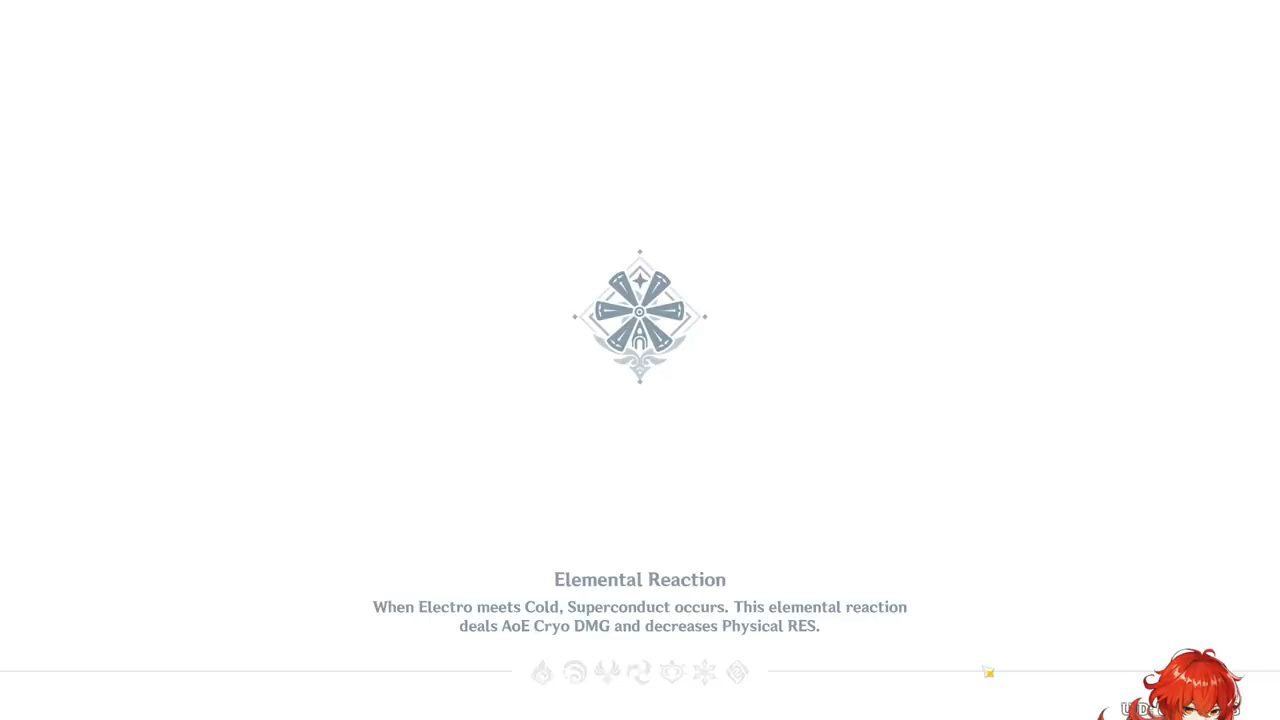 Elemental Reaction
When Electro meets Cold, Superconduct occurs. This elemental reaction
deals AoE Cryo DMG and decreases Physical RES.